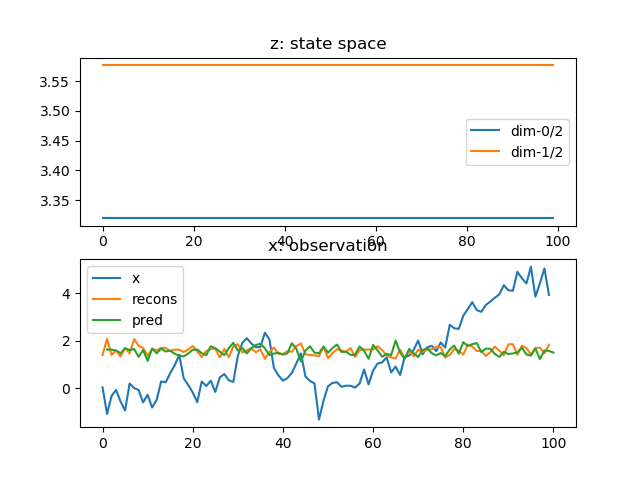 z: state space
3.55
3.50
3.45
3.40
3.35
dim-0/2
dim-1/2
0 20 40 60 80 100
x: observation
x
recons
pred
4
2
0
0 20 40 60 80 100